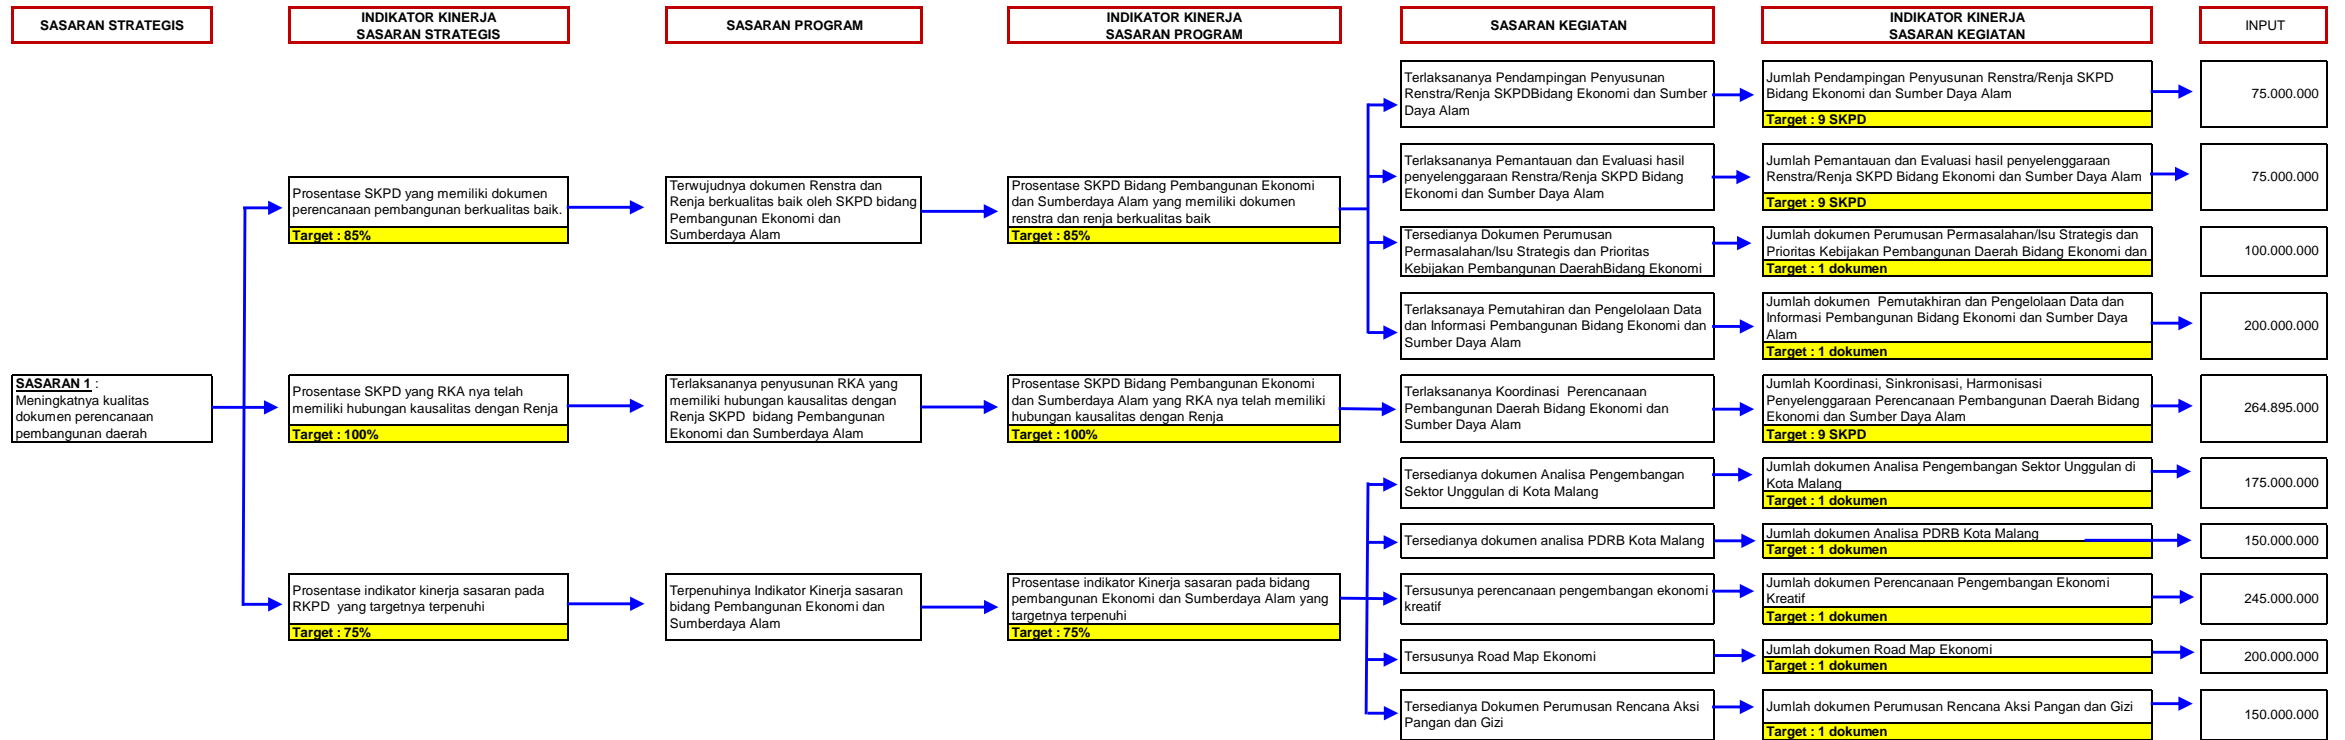 SASARAN STRATEGIS
INDIKATOR KINERJA
SASARAN STRATEGIS
SASARAN PROGRAM
INDIKATOR KINERJA
SASARAN PROGRAM
SASARAN KEGIATAN
INDIKATOR KINERJA
SASARAN KEGIATAN
INPUT
SASARAN 1 :
Meningkatnya kualitas
dokumen perencanaan
pembangunan daerah
Prosentase SKPD yang memiliki dokumen
perencanaan pembangunan berkualitas baik.
Target : 85%
Terwujudnya dokumen Renstra dan
Renja berkualitas baik oleh SKPD bidang
Pembangunan Ekonomi dan
Sumberdaya Alam
Prosentase SKPD Bidang Pembangunan Ekonomi
dan Sumberdaya Alam yang memiliki dokumen
renstra dan renja berkualitas baik
Target : 85%
Terlaksananya Pendampingan Penyusunan
Renstra/Renja SKPDBidang Ekonomi dan Sumber
Daya Alam
Jumlah Pendampingan Penyusunan Renstra/Renja SKPD
Bidang Ekonomi dan Sumber Daya Alam
Target : 9 SKPD
75.000.000
Terlaksananya Pemantauan dan Evaluasi hasil
penyelenggaraan Renstra/Renja SKPD Bidang
Ekonomi dan Sumber Daya Alam
Jumlah Pemantauan dan Evaluasi hasil penyelenggaraan
Renstra/Renja SKPD Bidang Ekonomi dan Sumber Daya Alam
Target : 9 SKPD
75.000.000
Tersedianya Dokumen Perumusan
Permasalahan/Isu Strategis dan Prioritas
Kebijakan Pembangunan DaerahBidang Ekonomi
Jumlah dokumen Perumusan Permasalahan/Isu Strategis dan
Prioritas Kebijakan Pembangunan Daerah Bidang Ekonomi dan
Target : 1 dokumen
100.000.000
Terlaksanaya Pemutahiran dan Pengelolaan Data
dan Informasi Pembangunan Bidang Ekonomi dan
Sumber Daya Alam
Jumlah dokumen  Pemutakhiran dan Pengelolaan Data dan
Informasi Pembangunan Bidang Ekonomi dan Sumber Daya
Alam
Target : 1 dokumen
200.000.000
Prosentase SKPD yang RKA nya telah
memiliki hubungan kausalitas dengan Renja
Target : 100%
Terlaksananya penyusunan RKA yang
memiliki hubungan kausalitas dengan
Renja SKPD  bidang Pembangunan
Ekonomi dan Sumberdaya Alam
Prosentase SKPD Bidang Pembangunan Ekonomi
dan Sumberdaya Alam yang RKA nya telah memiliki
hubungan kausalitas dengan Renja
Target : 100%
Terlaksananya Koordinasi  Perencanaan
Pembangunan Daerah Bidang Ekonomi dan
Sumber Daya Alam
Jumlah Koordinasi, Sinkronisasi, Harmonisasi
Penyelenggaraan Perencanaan Pembangunan Daerah Bidang
Ekonomi dan Sumber Daya Alam
Target : 9 SKPD
264.895.000
Prosentase indikator kinerja sasaran pada
RKPD  yang targetnya terpenuhi
Target : 75%
Terpenuhinya Indikator Kinerja sasaran
bidang Pembangunan Ekonomi dan
Sumberdaya Alam
Prosentase indikator Kinerja sasaran pada bidang
pembangunan Ekonomi dan Sumberdaya Alam yang
targetnya terpenuhi
Target : 75%
Tersedianya dokumen Analisa Pengembangan
Sektor Unggulan di Kota Malang
Jumlah dokumen Analisa Pengembangan Sektor Unggulan di
Kota Malang
Target : 1 dokumen
175.000.000
Tersedianya dokumen analisa PDRB Kota Malang
Jumlah dokumen Analisa PDRB Kota Malang
Target : 1 dokumen
150.000.000
Tersusunya perencanaan pengembangan ekonomi
kreatif
Jumlah dokumen Perencanaan Pengembangan Ekonomi
Kreatif
Target : 1 dokumen
245.000.000
Tersusunya Road Map Ekonomi
Jumlah dokumen Road Map Ekonomi
Target : 1 dokumen
200.000.000
Tersedianya Dokumen Perumusan Rencana Aksi
Pangan dan Gizi
Jumlah dokumen Perumusan Rencana Aksi Pangan dan Gizi
Target : 1 dokumen
150.000.000